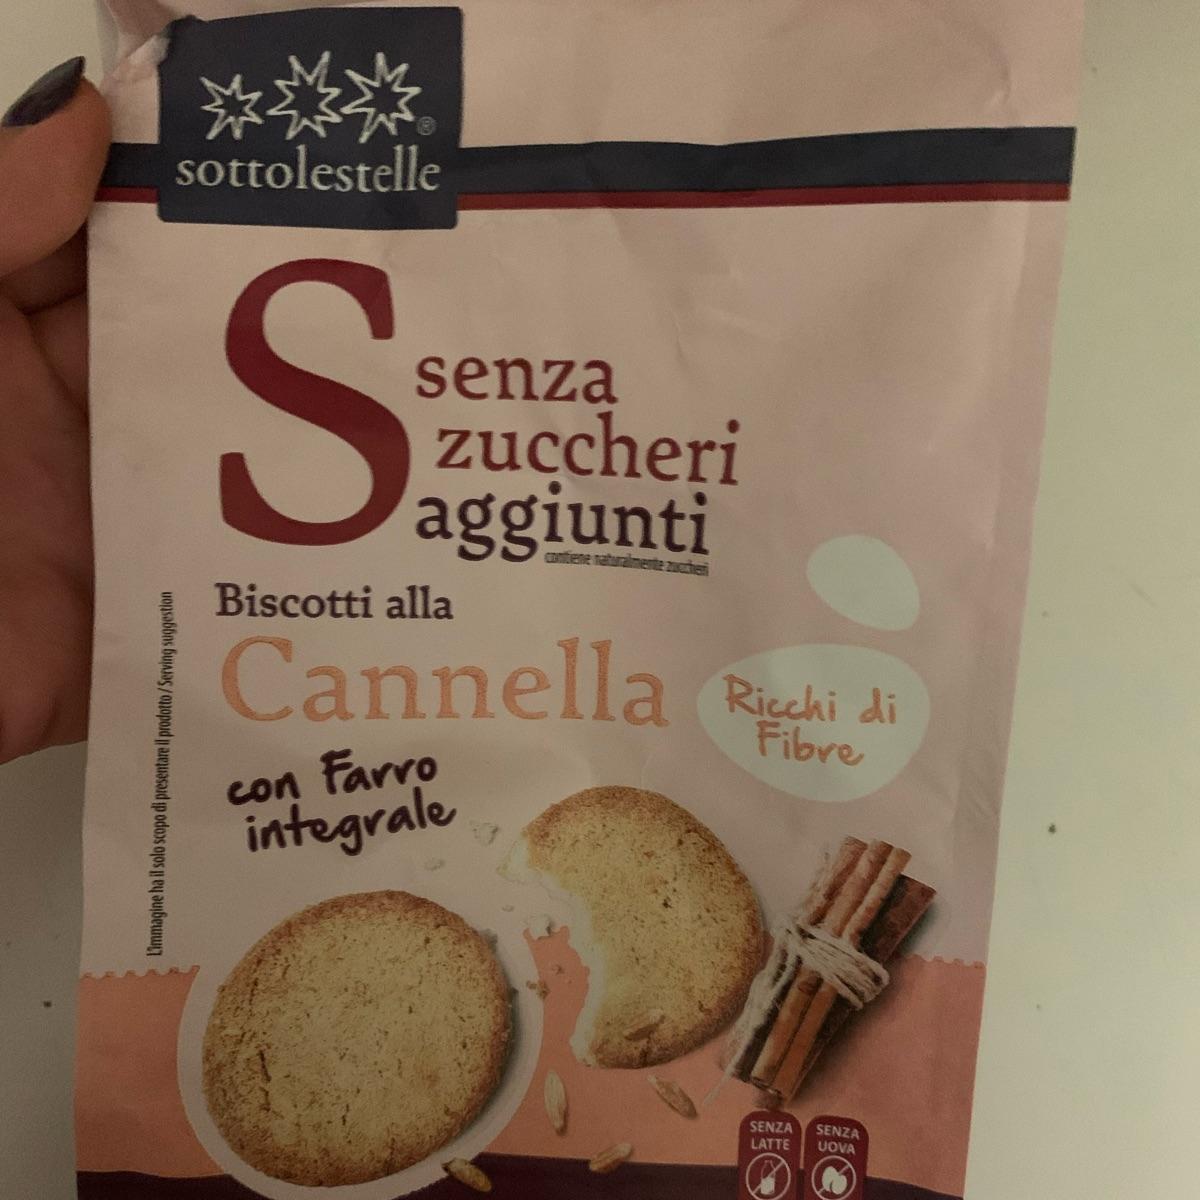 sottolestelle
®
Ssenza
zuccheri
aggiunti
contiene naturalmente zuccheri
Biscotti alla
Cannella
con Farro
integrale
Ricchi di
Fibre
L'immagine ha il solo scopo di presentare il prodotto / Serving suggestion
SENZA
LATTE
SENZA
UOVA